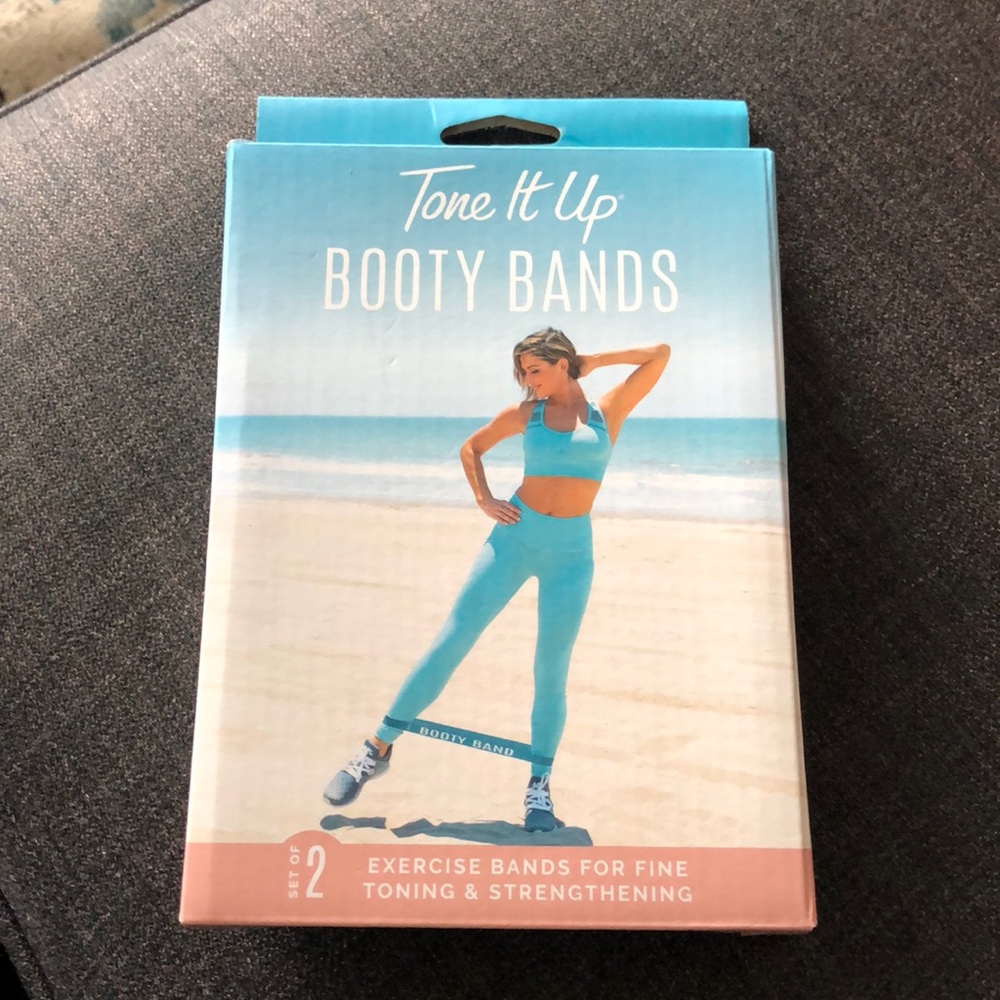 Tone It Up®
BOOTY BANDS
BOOTY BAND
SET OF 2
EXERCISE BANDS FOR FINE
TONING & STRENGTHENING